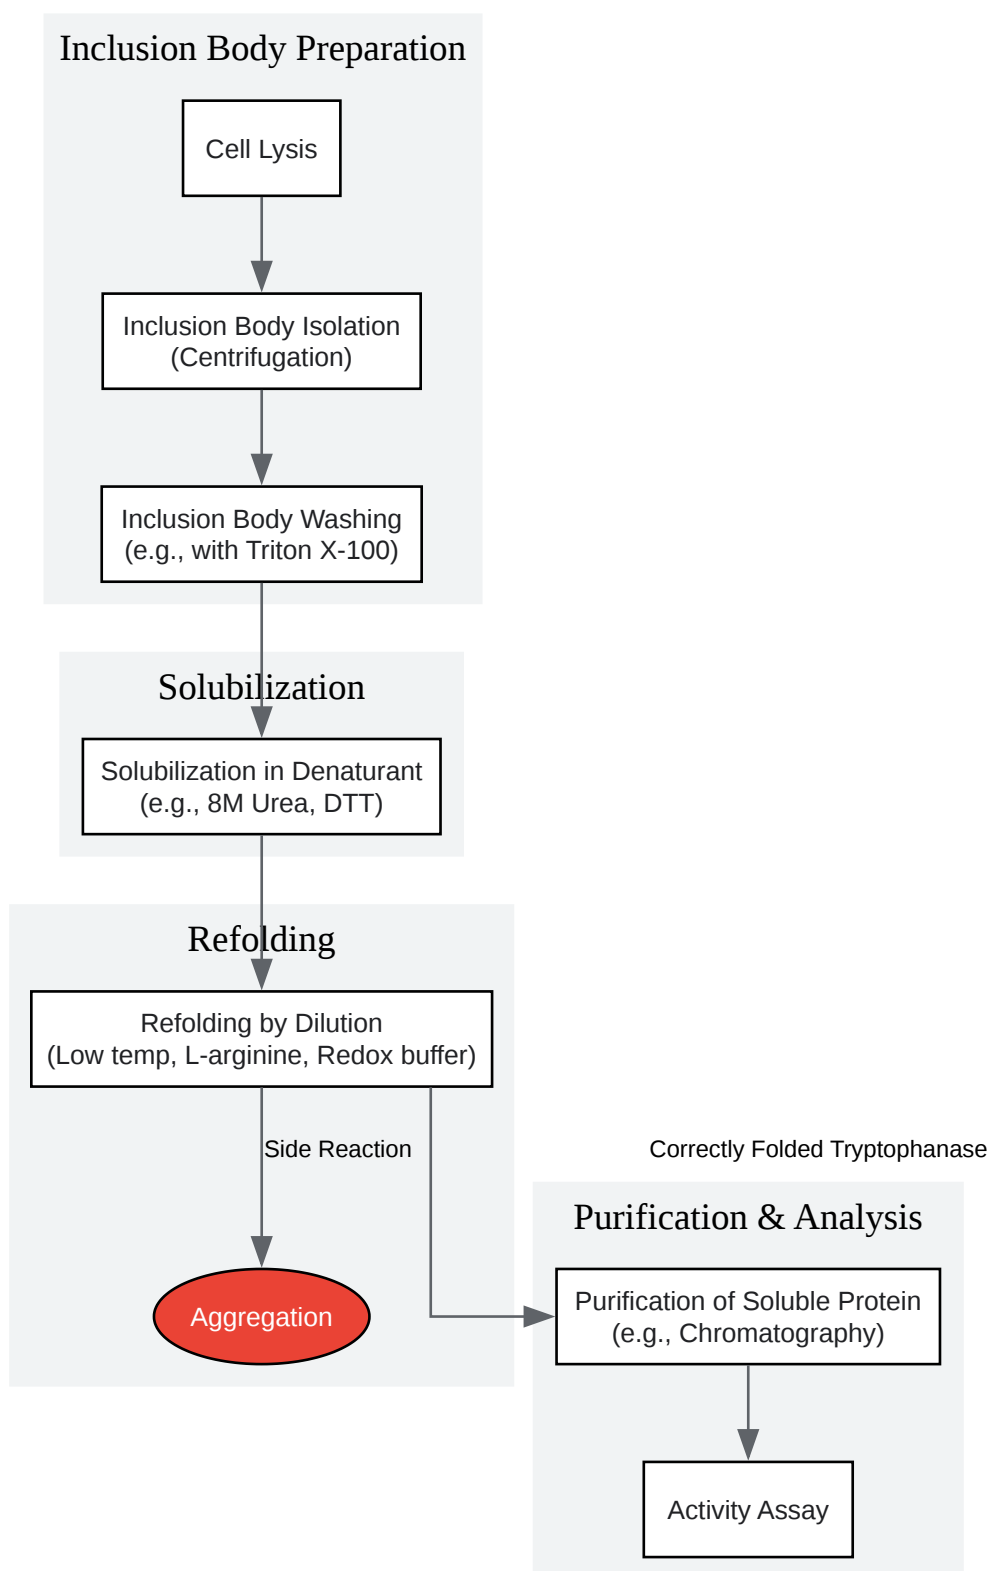 Inclusion Body Preparation
Cell Lysis
Inclusion Body Isolation
(Centrifugation)
Inclusion Body Washing
(e.g., with Triton X-100)
Solubilization
Solubilization in Denaturant
(e.g., 8M Urea, DTT)
Refolding
Refolding by Dilution
(Low temp, L-arginine, Redox buffer)
Side Reaction
Correctly Folded Tryptophanase
Aggregation
Purification & Analysis
Purification of Soluble Protein
(e.g., Chromatography)
Activity Assay